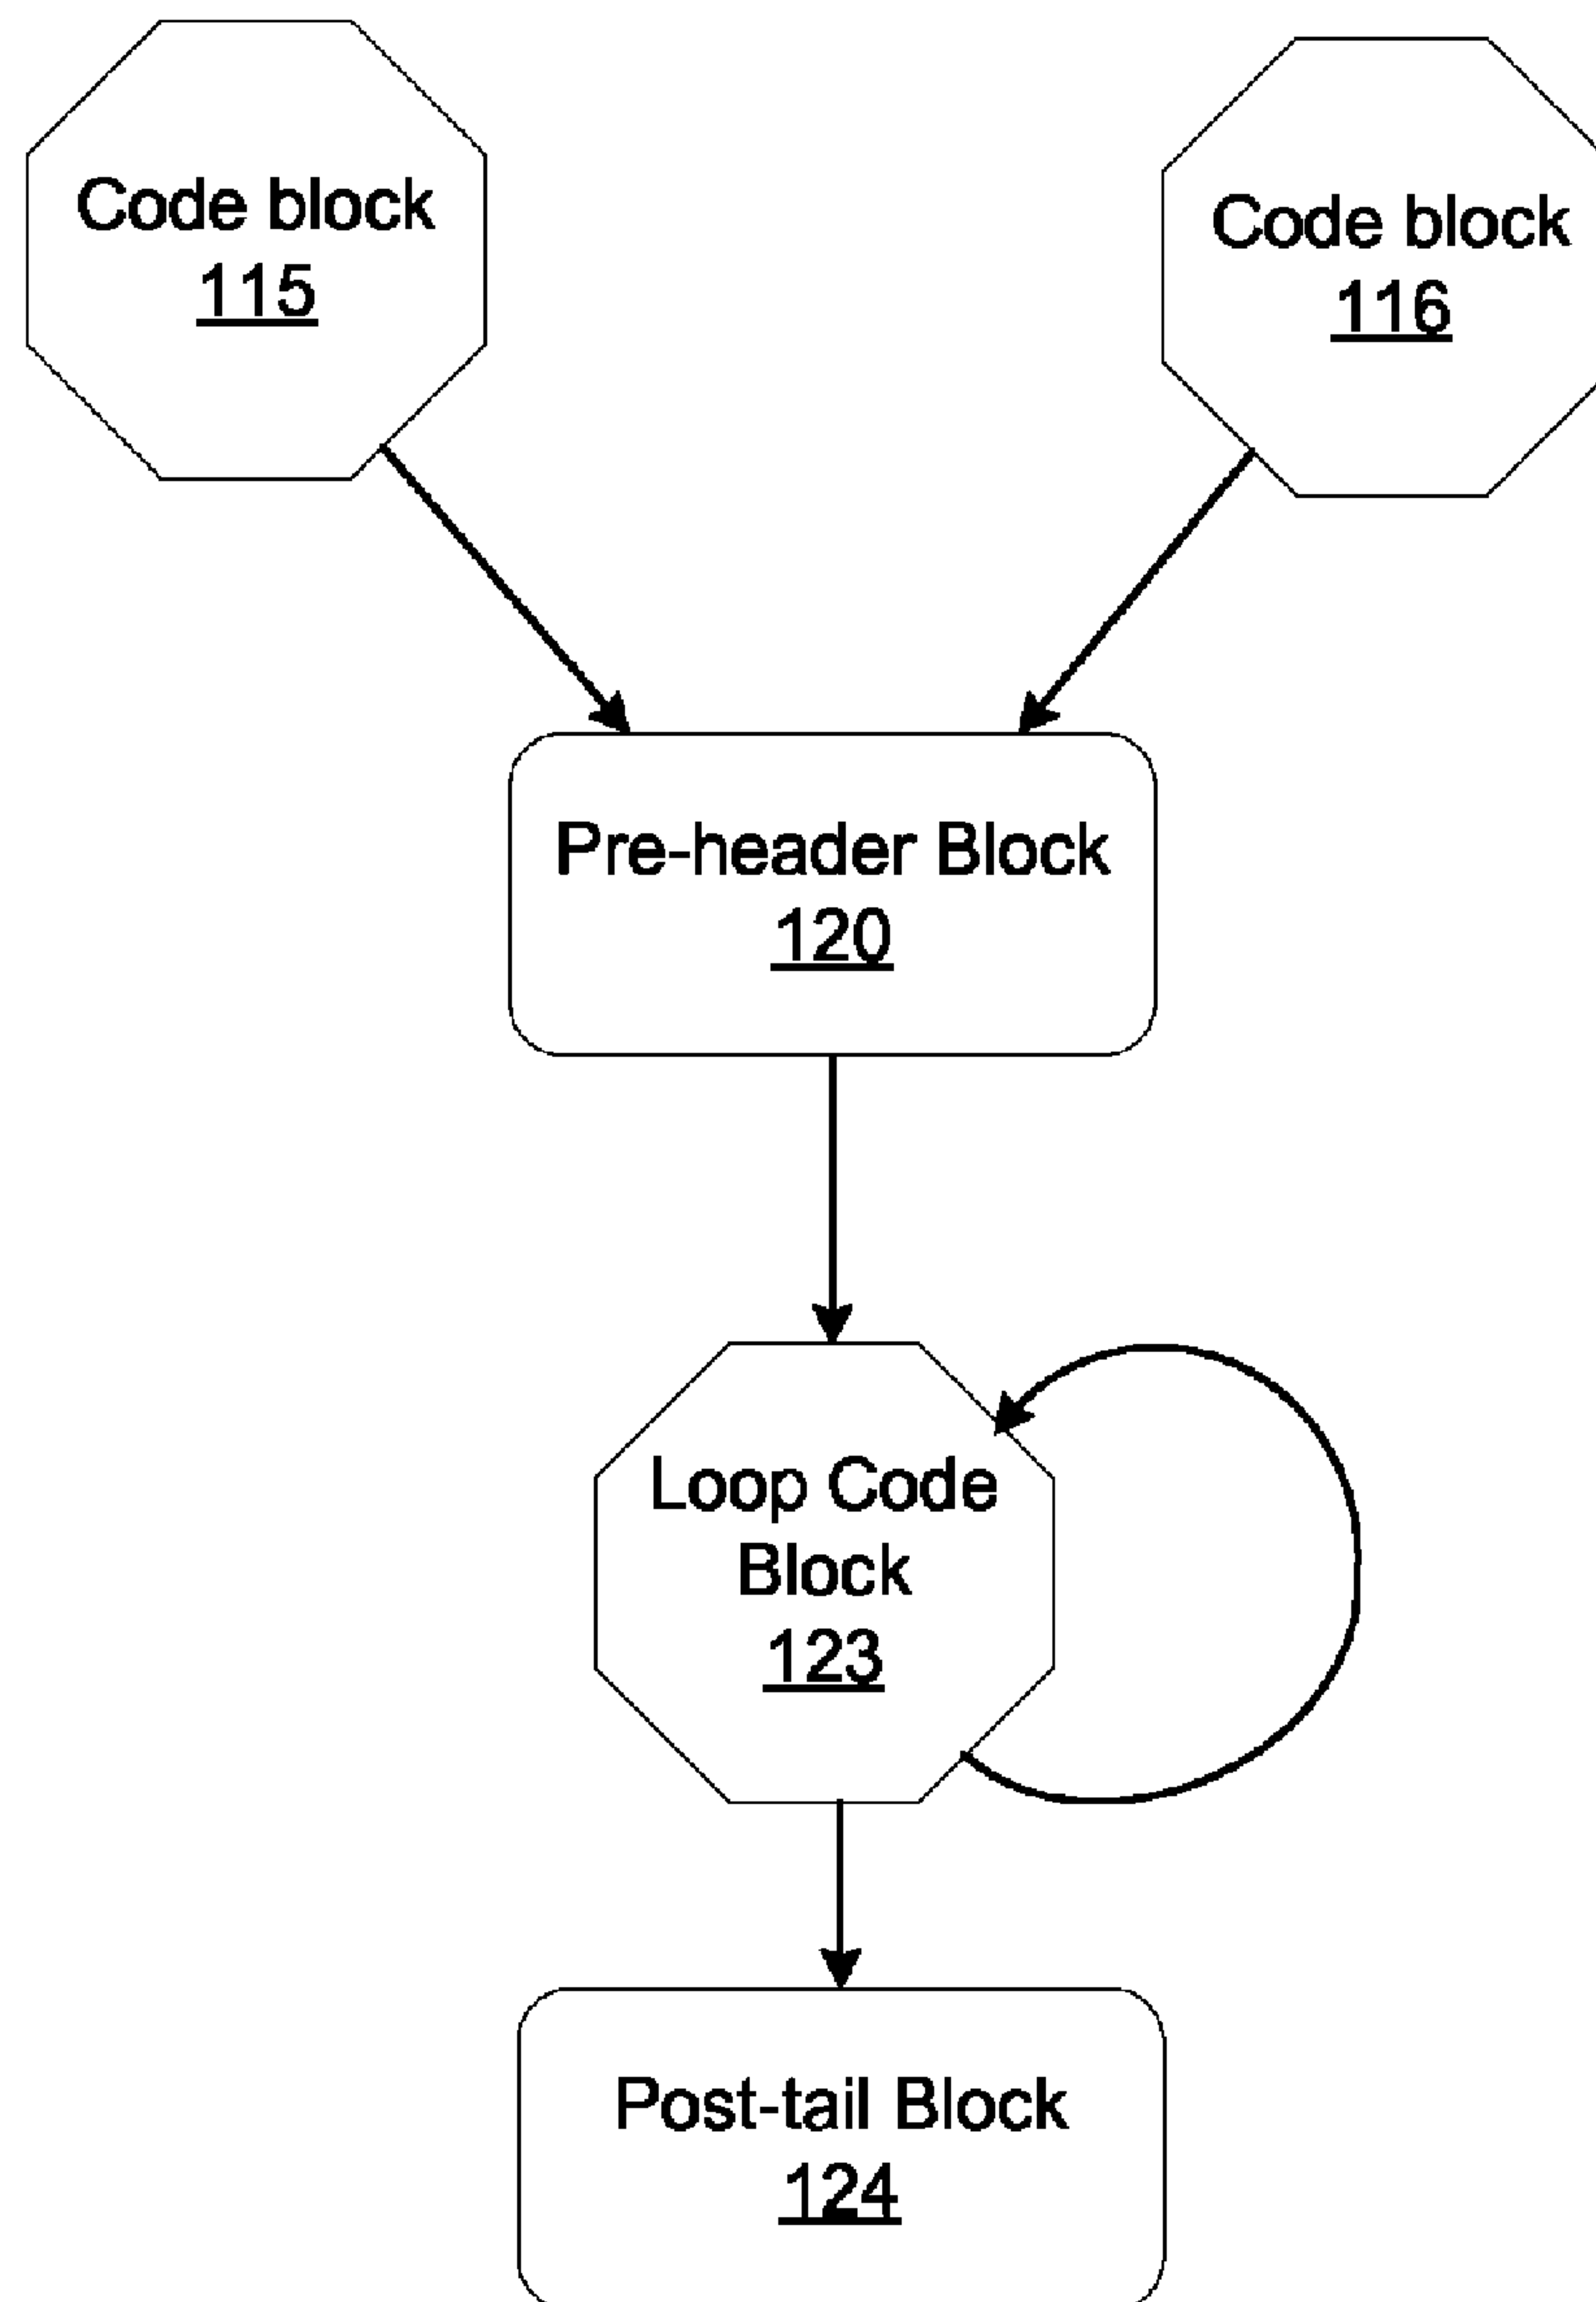 Code block
115
Code block
116
Pre-header Block
120
Loop Code
Block
123
Post-tail Block
124